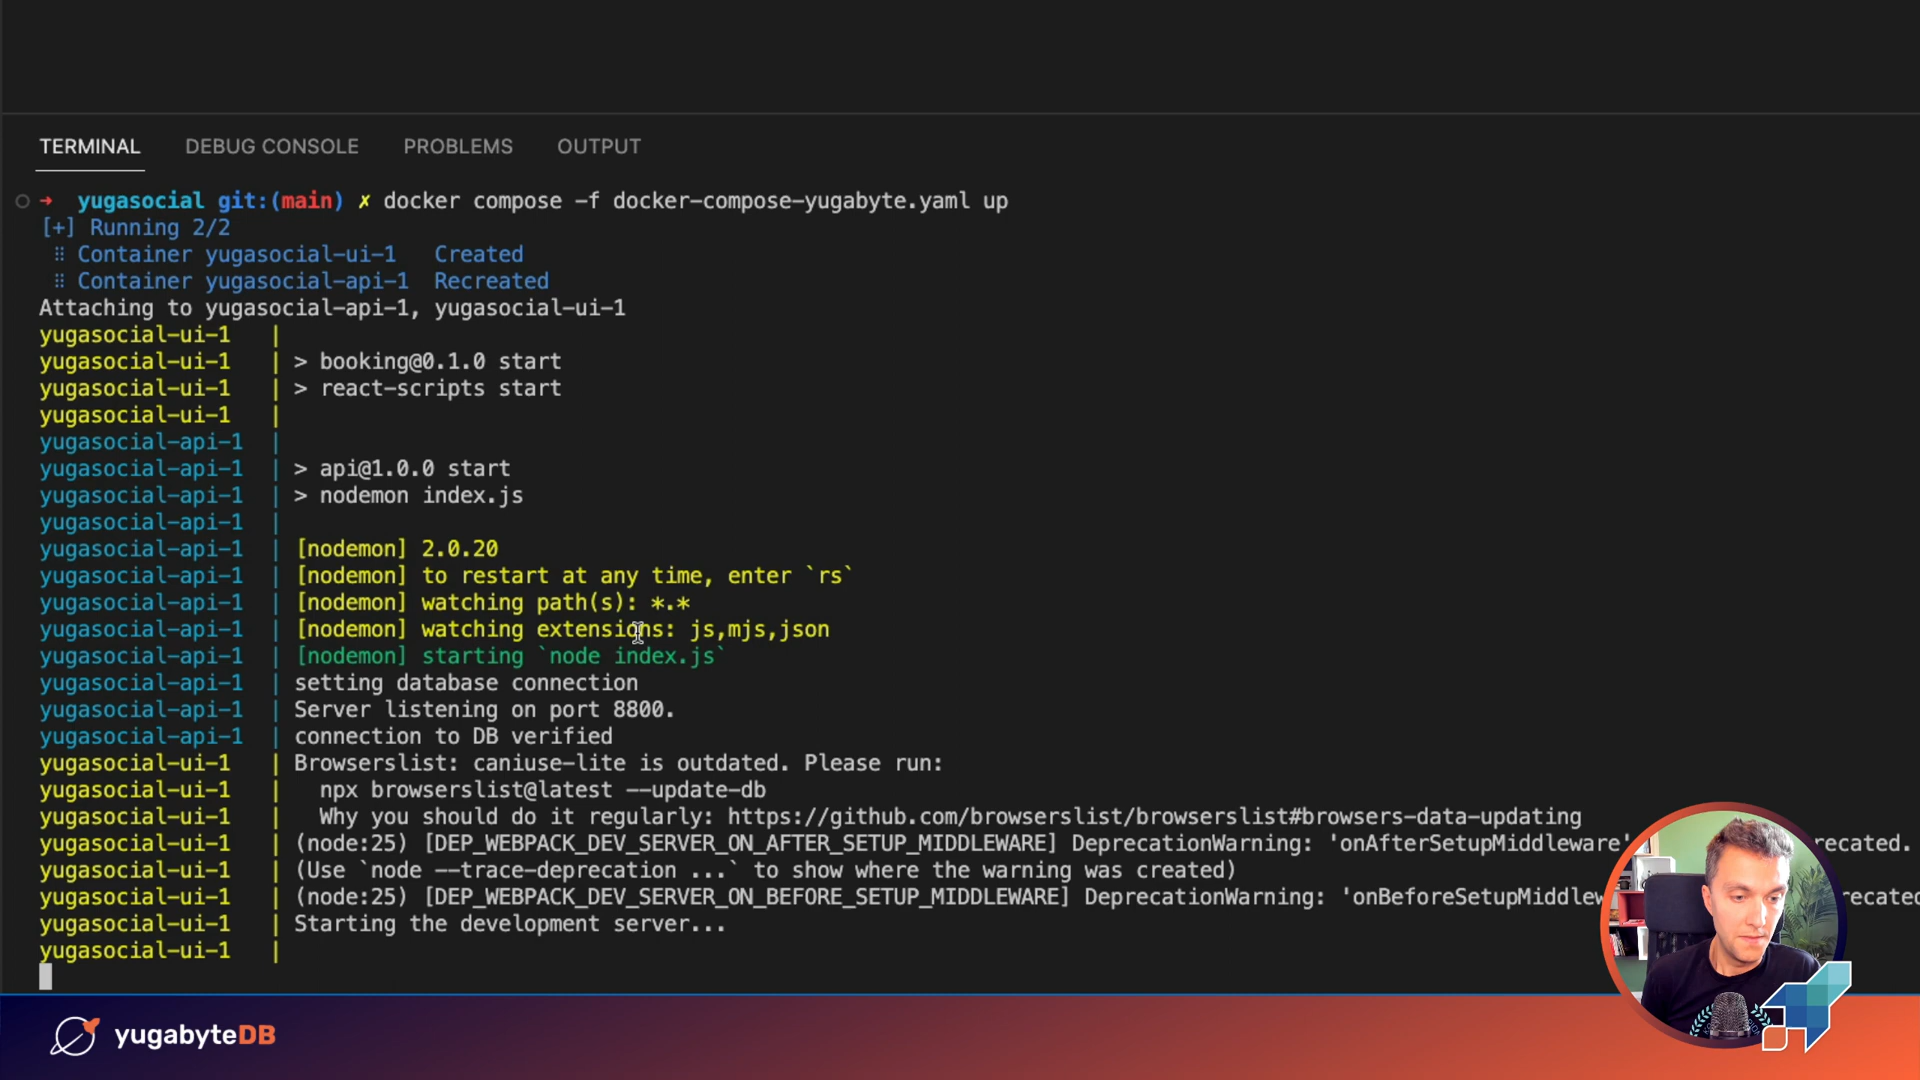 TERMINAL DEBUG CONSOLE PROBLEMS OUTPUT
➜ yugasocial git:(main) ✗ docker compose -f docker-compose-yugabyte.yaml up
[+] Running 2/2
⠿ Container yugasocial-ui-1 Created
⠿ Container yugasocial-api-1 Recreated
Attaching to yugasocial-api-1, yugasocial-ui-1
yugasocial-ui-1 |
yugasocial-ui-1 | > booking@0.1.0 start
yugasocial-ui-1 | > react-scripts start
yugasocial-ui-1 |
yugasocial-api-1 |
yugasocial-api-1 | > api@1.0.0 start
yugasocial-api-1 | > nodemon index.js
yugasocial-api-1 |
yugasocial-api-1 | [nodemon] 2.0.20
yugasocial-api-1 | [nodemon] to restart at any time, enter `rs`
yugasocial-api-1 | [nodemon] watching path(s): *.*
yugasocial-api-1 | [nodemon] watching extensions: js,mjs,json
yugasocial-api-1 | [nodemon] starting `node index.js`
yugasocial-api-1 | setting database connection
yugasocial-api-1 | Server listening on port 8800.
yugasocial-api-1 | connection to DB verified
yugasocial-ui-1 | Browserslist: caniuse-lite is outdated. Please run:
yugasocial-ui-1 | npx browserslist@latest --update-db
yugasocial-ui-1 | Why you should do it regularly: https://github.com/browserslist/browserslist#browsers-data-updating
yugasocial-ui-1 | (node:25) [DEP_WEBPACK_DEV_SERVER_ON_AFTER_SETUP_MIDDLEWARE] DeprecationWarning: 'onAfterSetupMiddleware' recated.
yugasocial-ui-1 | (Use `node --trace-deprecation ...` to show where the warning was created)
yugasocial-ui-1 | (node:25) [DEP_WEBPACK_DEV_SERVER_ON_BEFORE_SETUP_MIDDLEWARE] DeprecationWarning: 'onBeforeSetupMiddlew recated
yugasocial-ui-1 | Starting the development server...
yugasocial-ui-1 |
yugabyteDB